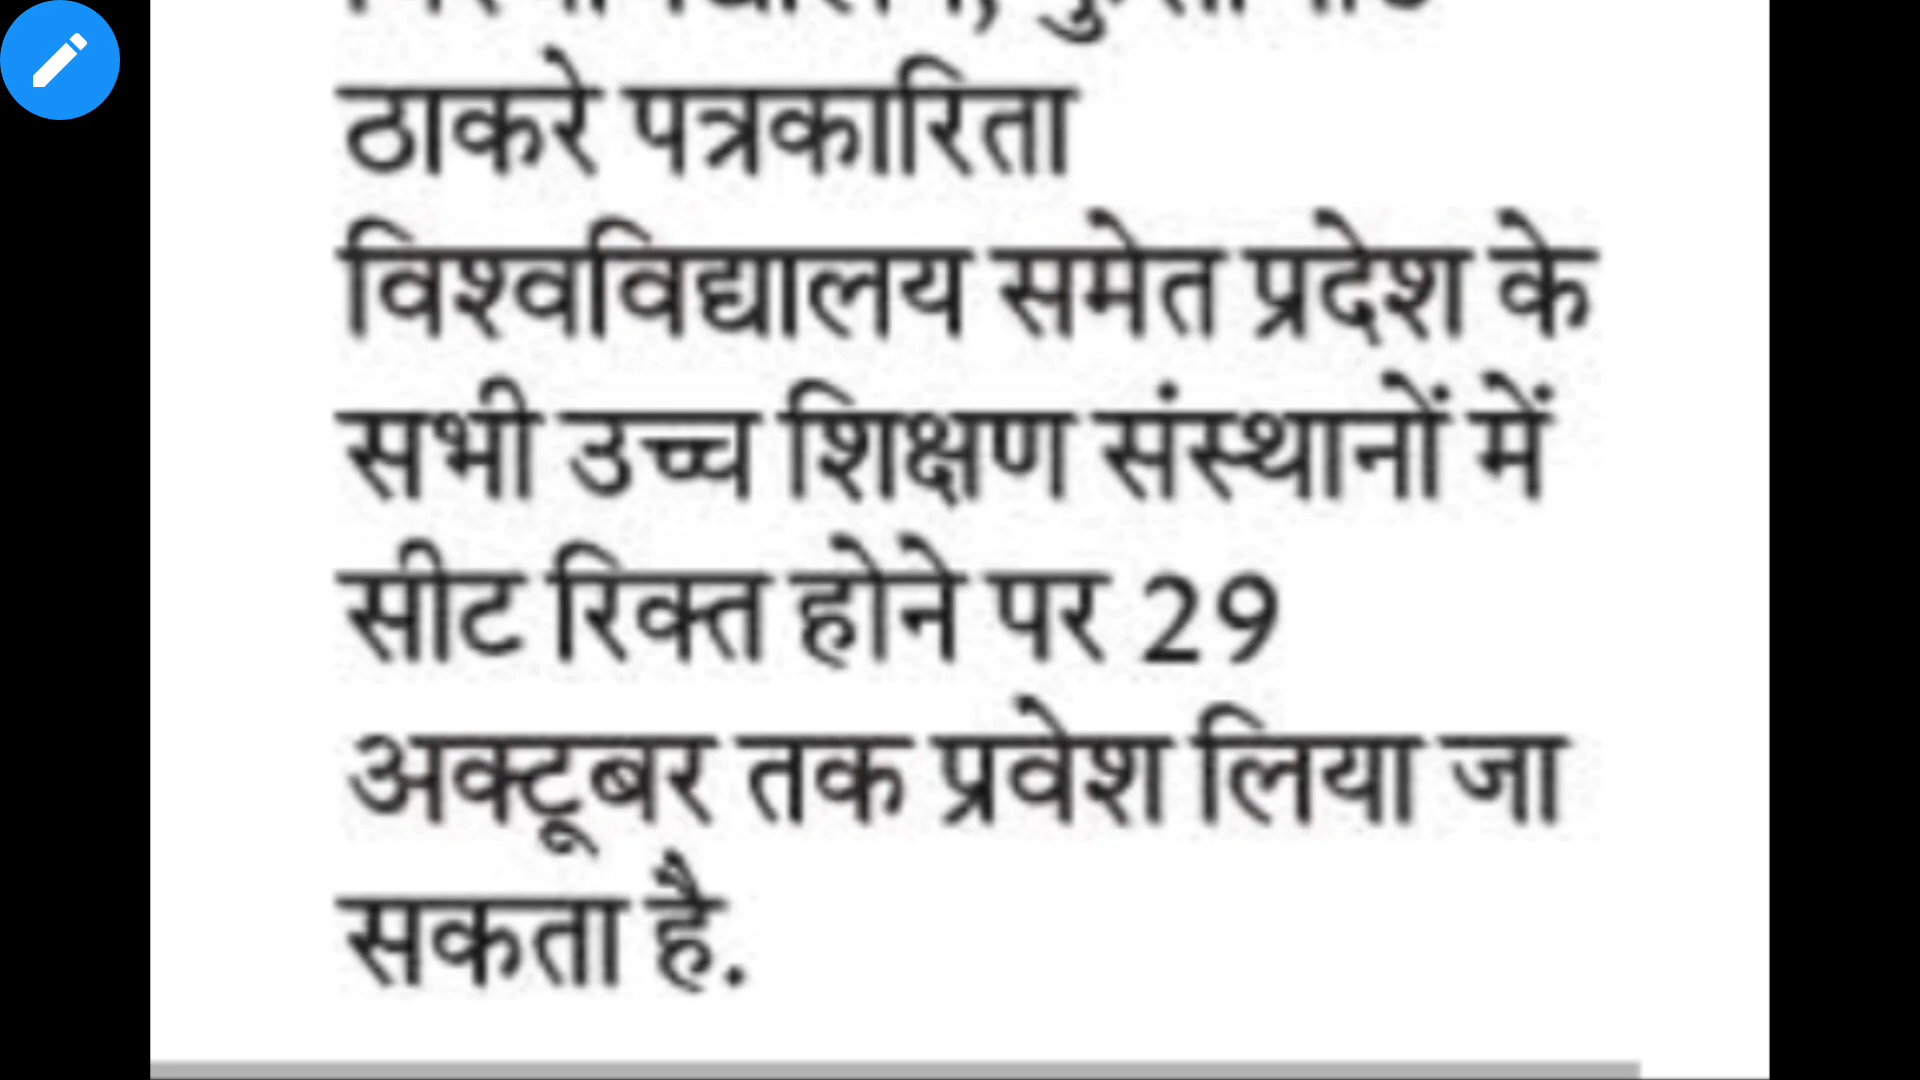 ठाकरे पत्रकारिता
विश्वविद्यालय समेत प्रदेश के
सभी उच्च शिक्षण संस्थानों में
सीट रिक्त होने पर 29
अक्टूबर तक प्रवेश लिया जा
सकता है.